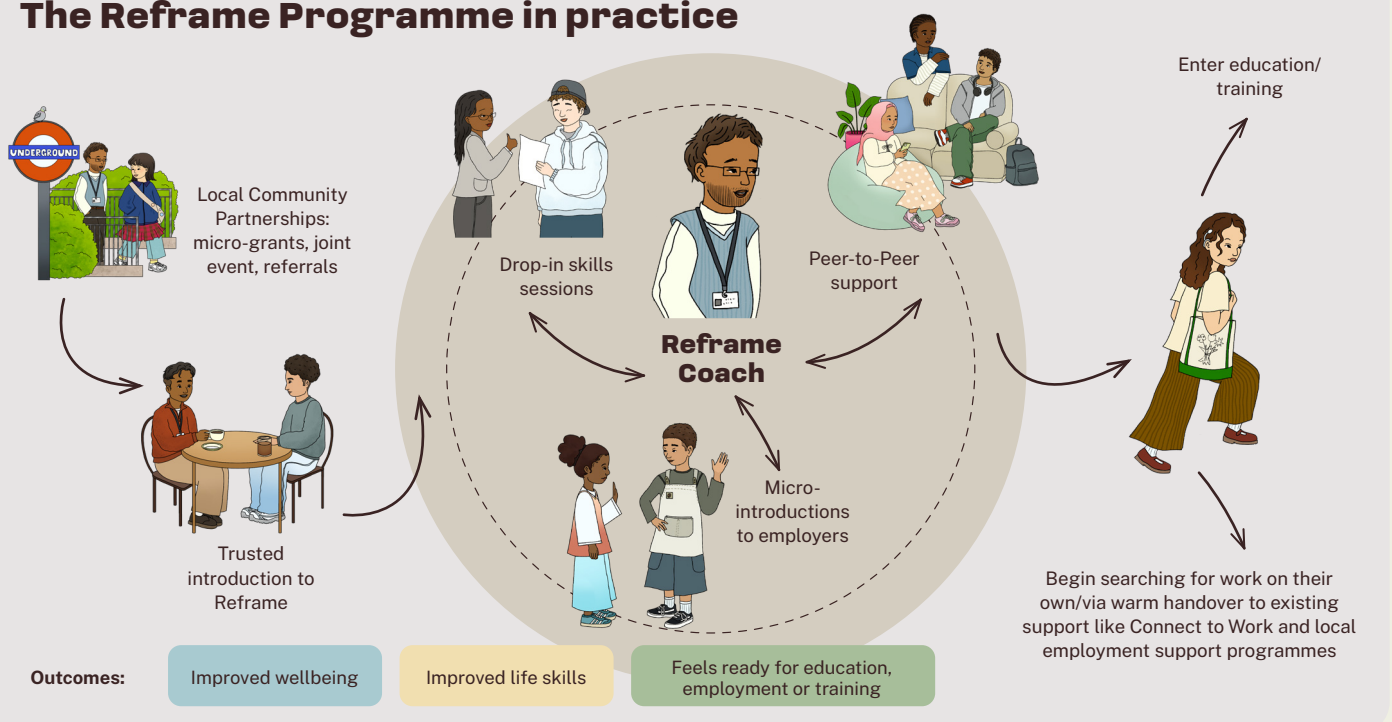 The Reframe Programme in practice
UNDERGROUND
Local Community
Partnerships:
micro-grants, joint
event, referrals
Trusted
introduction to
Reframe
Drop-in skills
sessions
Peer-to-Peer
support
Reframe
Coach
Micro-
introductions
to employers
Enter education/
training
Begin searching for work on their
own/via warm handover to existing
support like Connect to Work and local
employment support programmes
Outcomes:
Improved wellbeing
Improved life skills
Feels ready for education,
employment or training